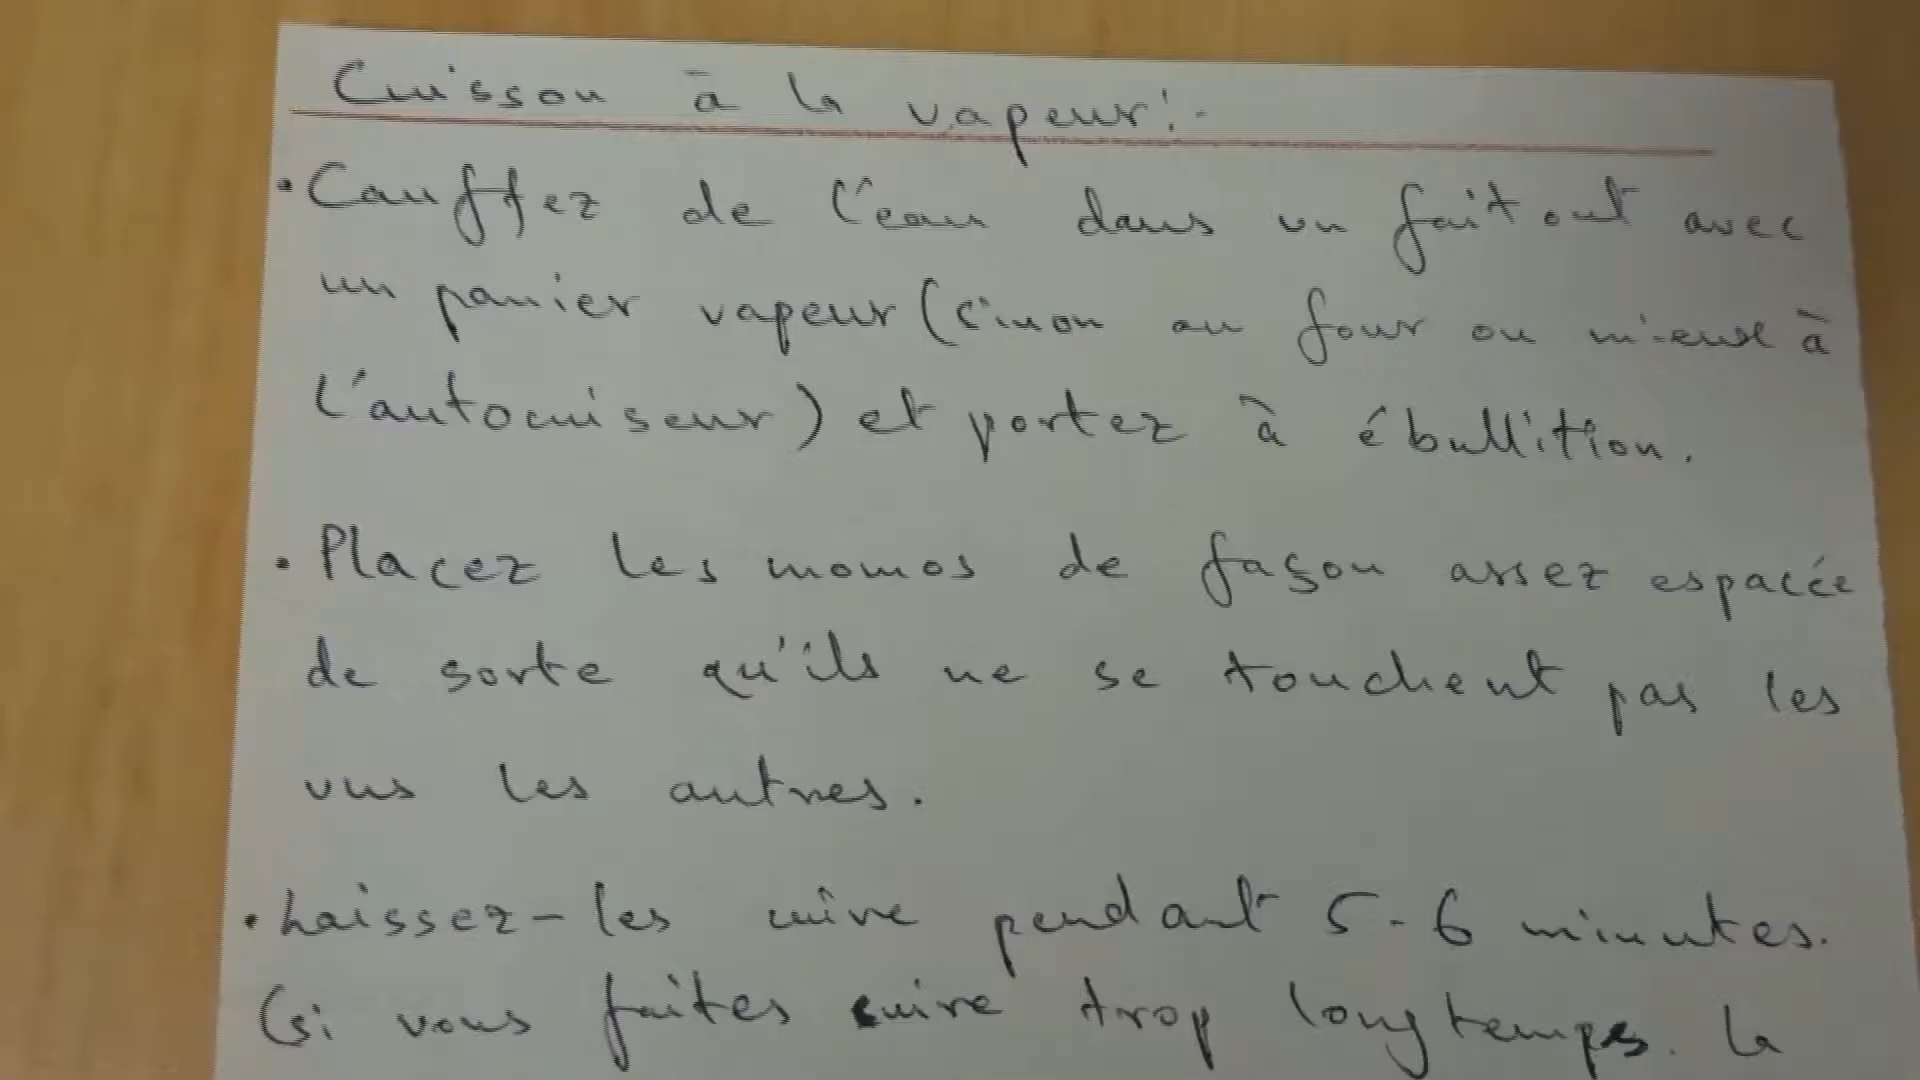 Cuisson à la vapeur:-
• Cauffez de l'eau dans un faitout avec
un panier vapeur (sinon au four ou mieux à
l'autocuiseur) et portez à ébullition.
• Placez les momos de façon assez espacée
de sorte qu'ils ne se touchent pas les
uns les autres.
• Laissez-les cuire pendant 5-6 minutes.
(si vous faites cuire trop longtemps. la